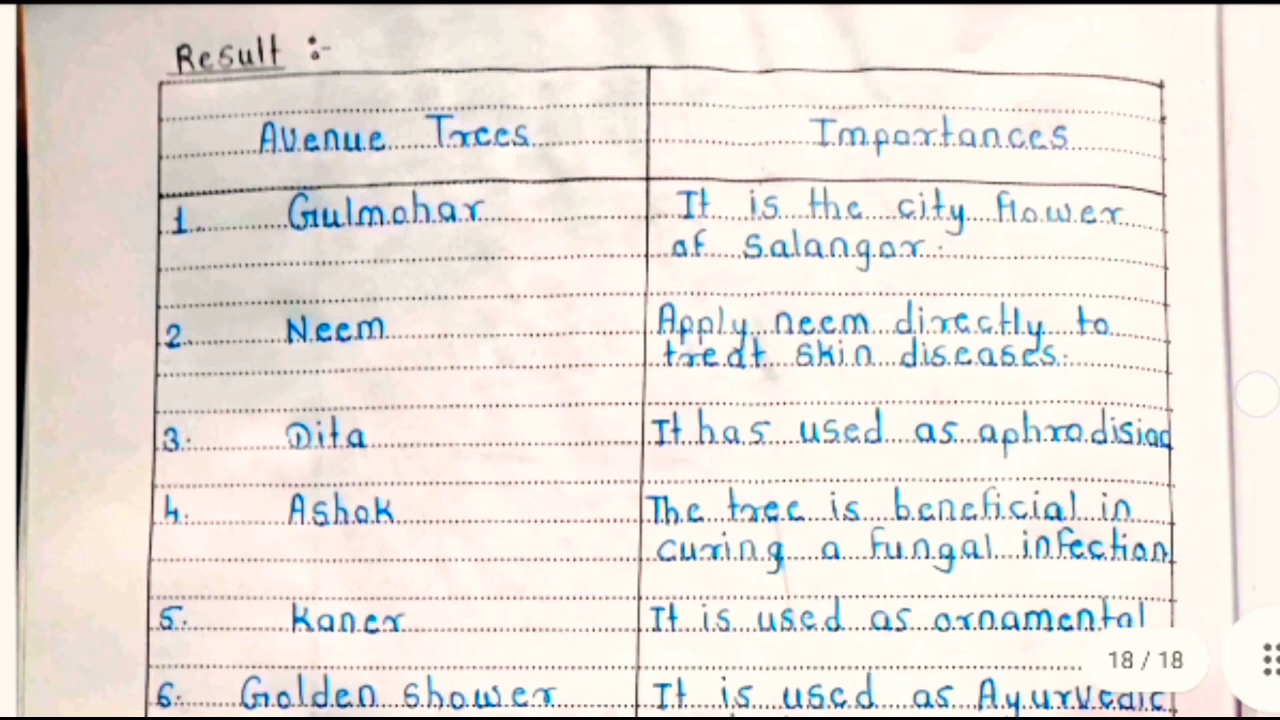 Result :-
Avenue Trees Importances
1. Gulmohar It is the city flower
of Salangor.
2. Neem Apply neem directly to
treat skin diseases.
3. Dita It has used as aphrodisiac
4. Ashok The tree is beneficial in
curing a fungal infection
5. Kaner It is used as ornamental
18 / 18
6. Golden shower It is used as Ayurvedic